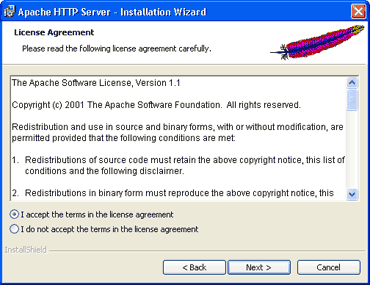 Apache HTTP Server - Installation Wizard
License Agreement
Please read the following license agreement carefully.
The Apache Software License, Version 1.1
Copyright (c) 2001 The Apache Software Foundation. All rights reserved.
Redistribution and use in source and binary forms, with or without modification, are
permitted provided that the following conditions are met:
1. Redistributions of source code must retain the above copyright notice, this list of
conditions and the following disclaimer.
2. Redistributions in binary form must reproduce the above copyright notice, this
I accept the terms in the license agreement
I do not accept the terms in the license agreement
InstallShield
< Back
Next >
Cancel